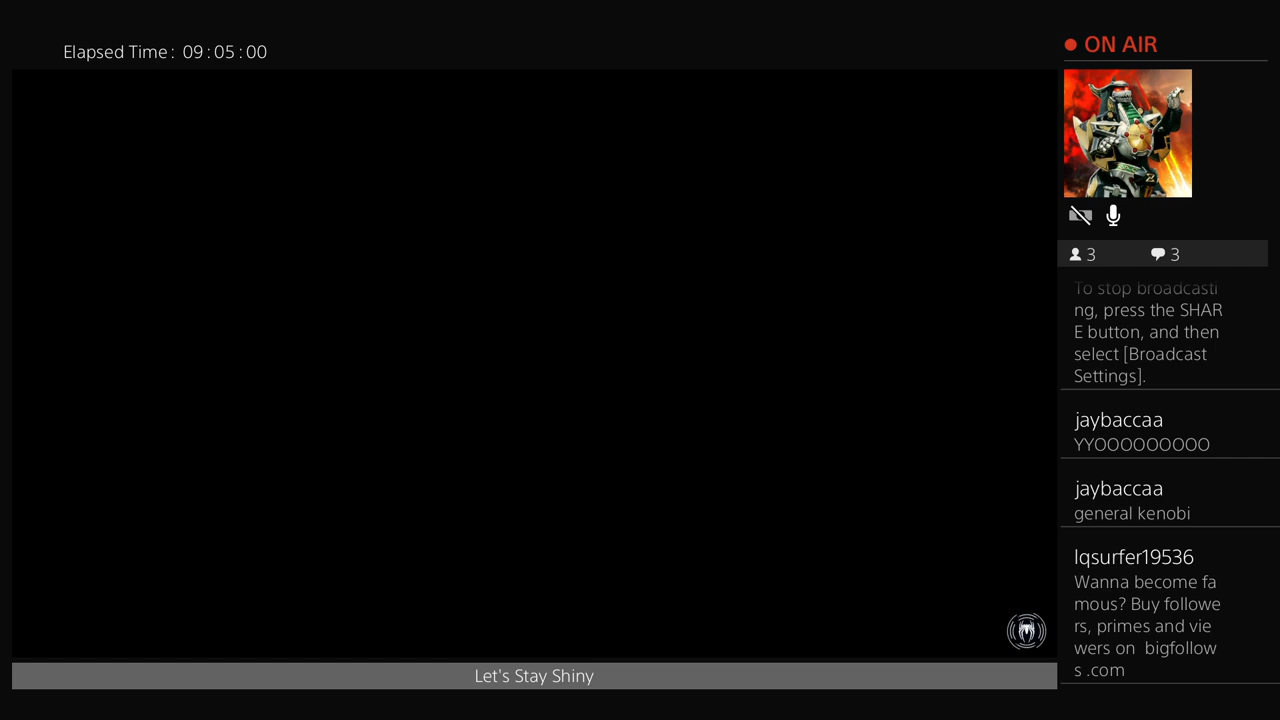 Elapsed Time: 09:05:00
ON AIR
3
3
To stop broadcasti
ng, press the SHAR
E button, and then
select [Broadcast
Settings].
jaybaccaa
YYOOOOOOOOO
jaybaccaa
general kenobi
lqsurfer19536
Wanna become fa
mous? Buy followe
rs, primes and vie
wers on  bigfollow
s .com
Let's Stay Shiny